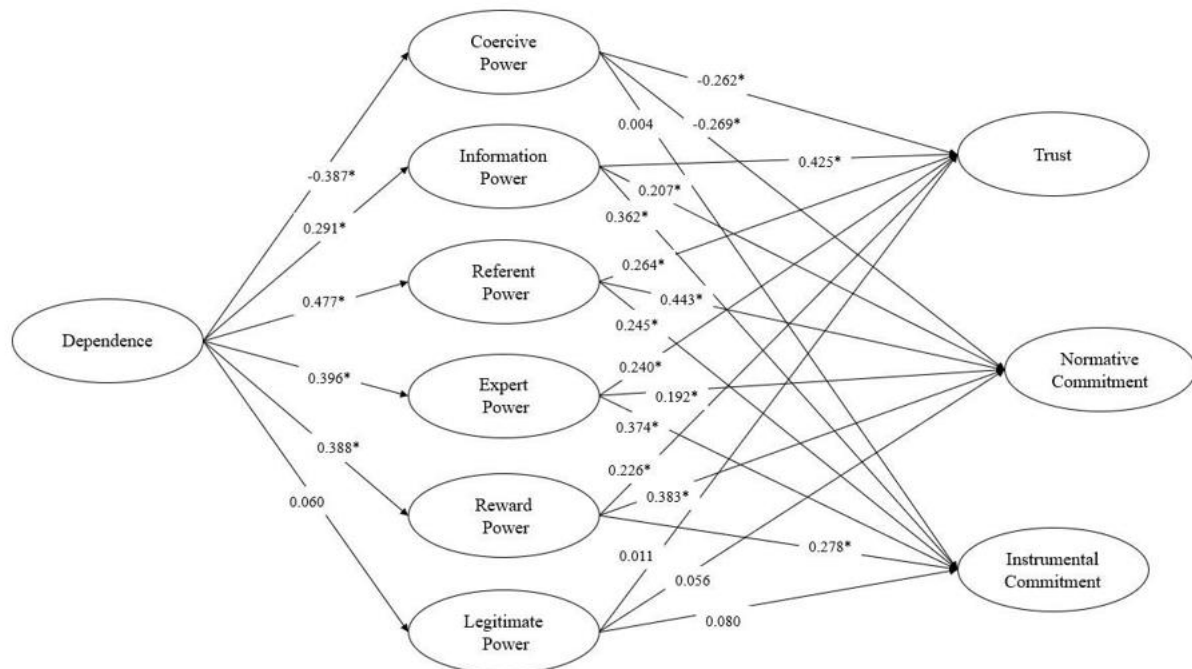 Coercive
Power
-0.262*
0.004
-0.269*
Trust
Information
Power
0.425*
-0.387*
0.207*
0.362*
0.291*
Referent
Power
0.264*
0.477*
0.443*
0.245*
Dependence
Normative
Commitment
0.396*
Expert
Power
0.240*
0.192*
0.374*
0.388*
0.226*
0.383*
0.060
Reward
Power
0.278*
0.011
0.056
Instrumental
Commitment
0.080
Legitimate
Power